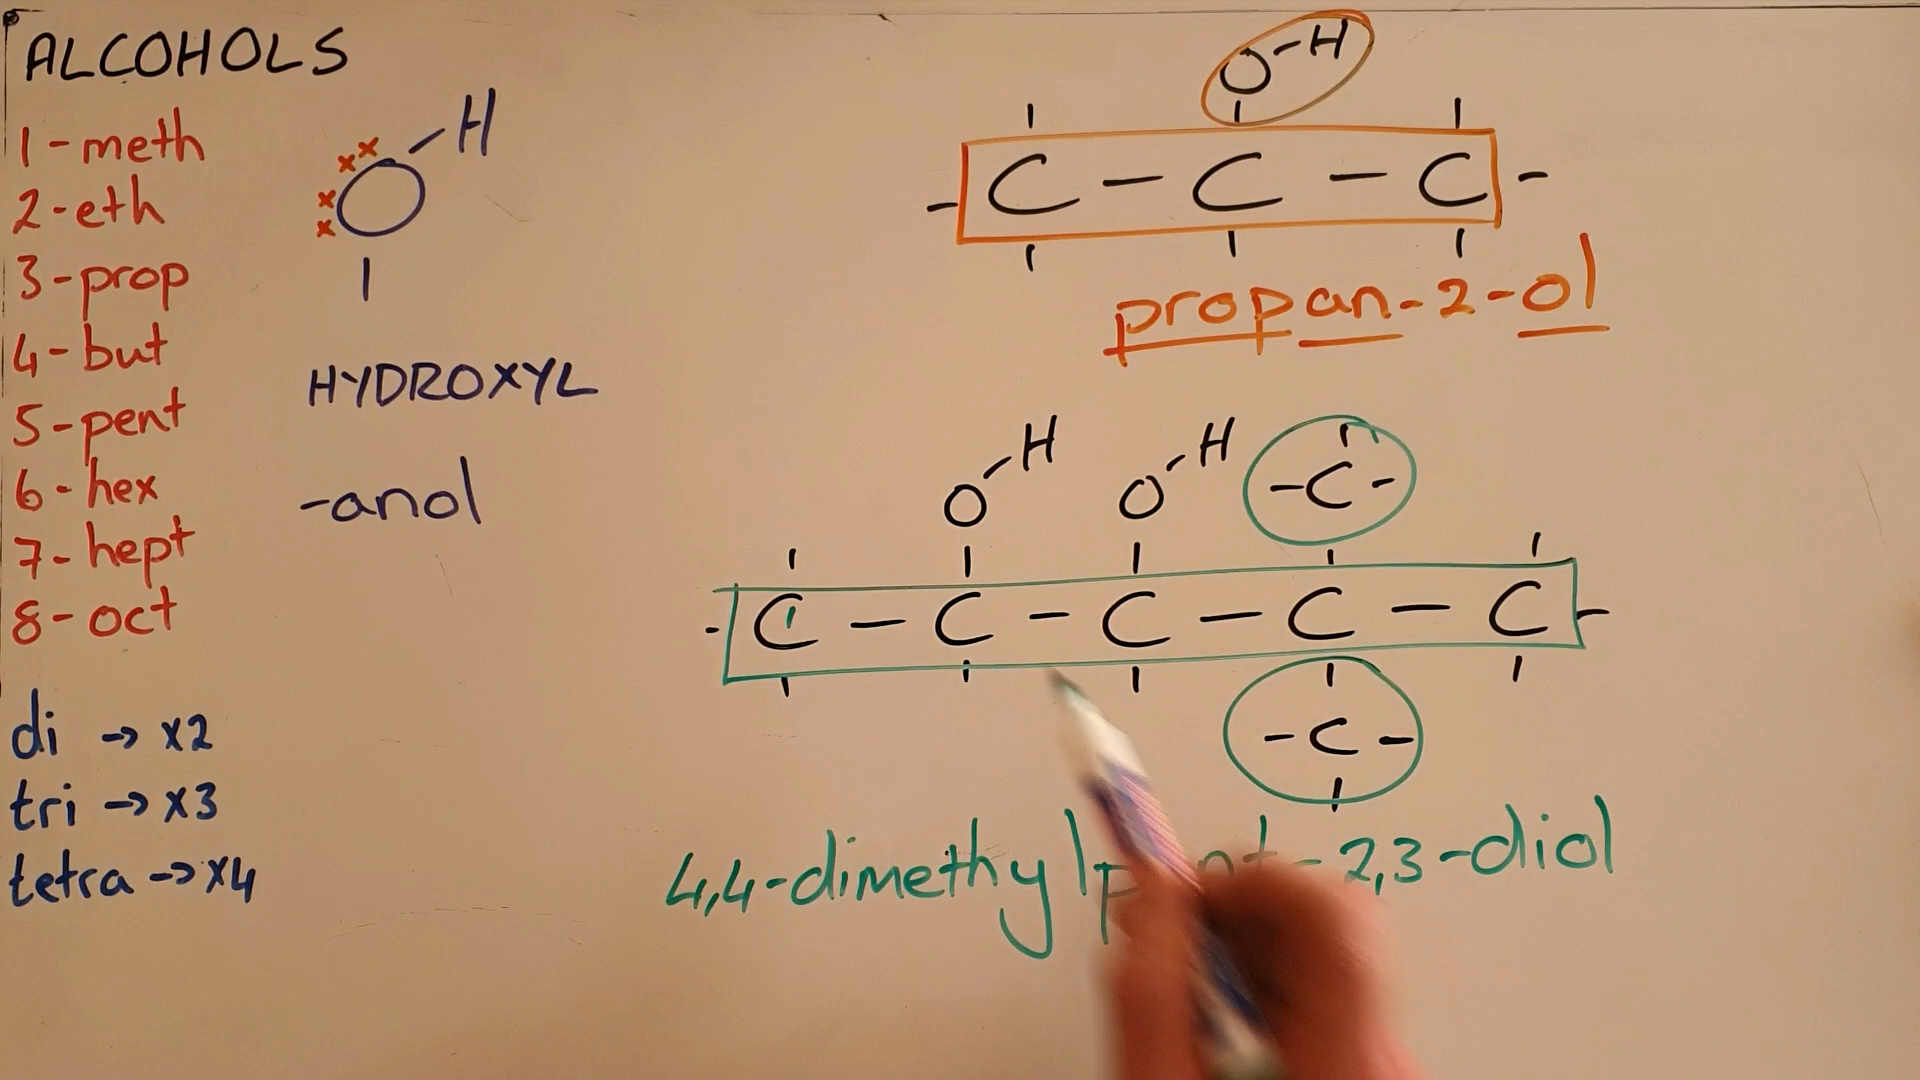 ALCOHOLS
1-meth
2-eth
3-prop
4-but
5-pent
6-hex
7-hept
8-oct
di → x2
tri → x3
tetra → x4
H
O
HYDROXYL
-anol
O-H
-C-C-C-
propan-2-ol
H H
O O -C-
-C-C-C-C-C-
-C-
4,4-dimethyl -2,3-diol